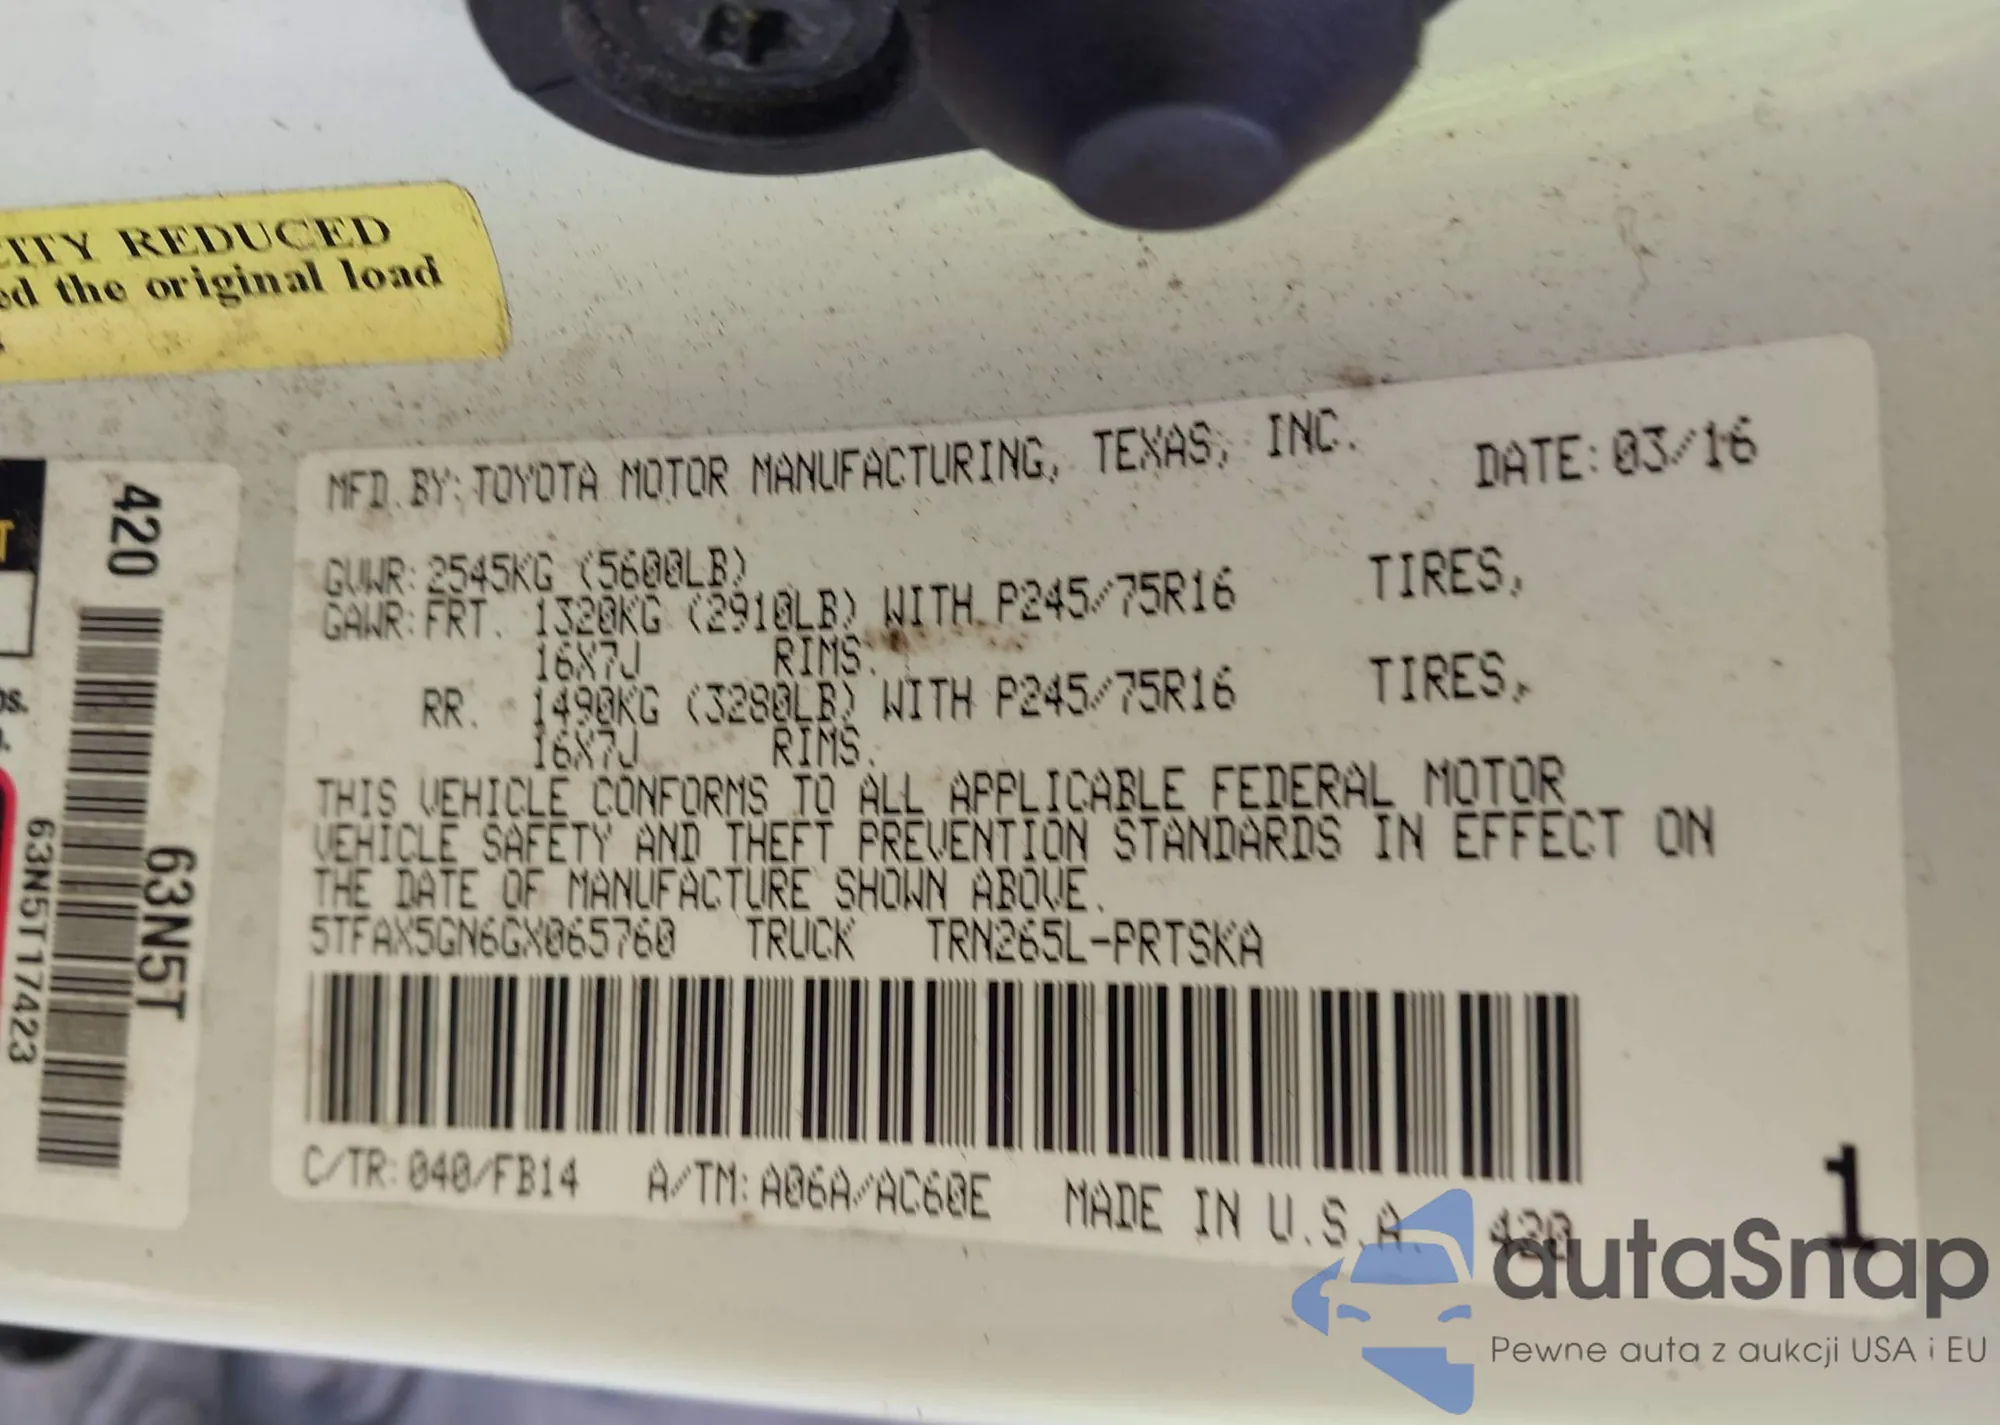 CITY REDUCED
ed the original load
MFD. BY: TOYOTA MOTOR MANUFACTURING, TEXAS, INC. DATE: 03/16
GVWR: 2545KG (5600LB)
GAWR: FRT. 1320KG (2910LB) WITH P245/75R16 TIRES,
16X7J RIMS.
RR. 1490KG (3280LB) WITH P245/75R16 TIRES,
16X7J RIMS.
THIS VEHICLE CONFORMS TO ALL APPLICABLE FEDERAL MOTOR
VEHICLE SAFETY AND THEFT PREVENTION STANDARDS IN EFFECT ON
THE DATE OF MANUFACTURE SHOWN ABOVE.
5TFAX5GN6GX065760 TRUCK TRN265L-PRTSKA
C/TR: 040/FB14 A/TM: A06A/AC60E MADE IN U.S.A. 420
1
420
63N5T
63N5T17423
autaSnap
Pewne auta z aukcji USA i EU